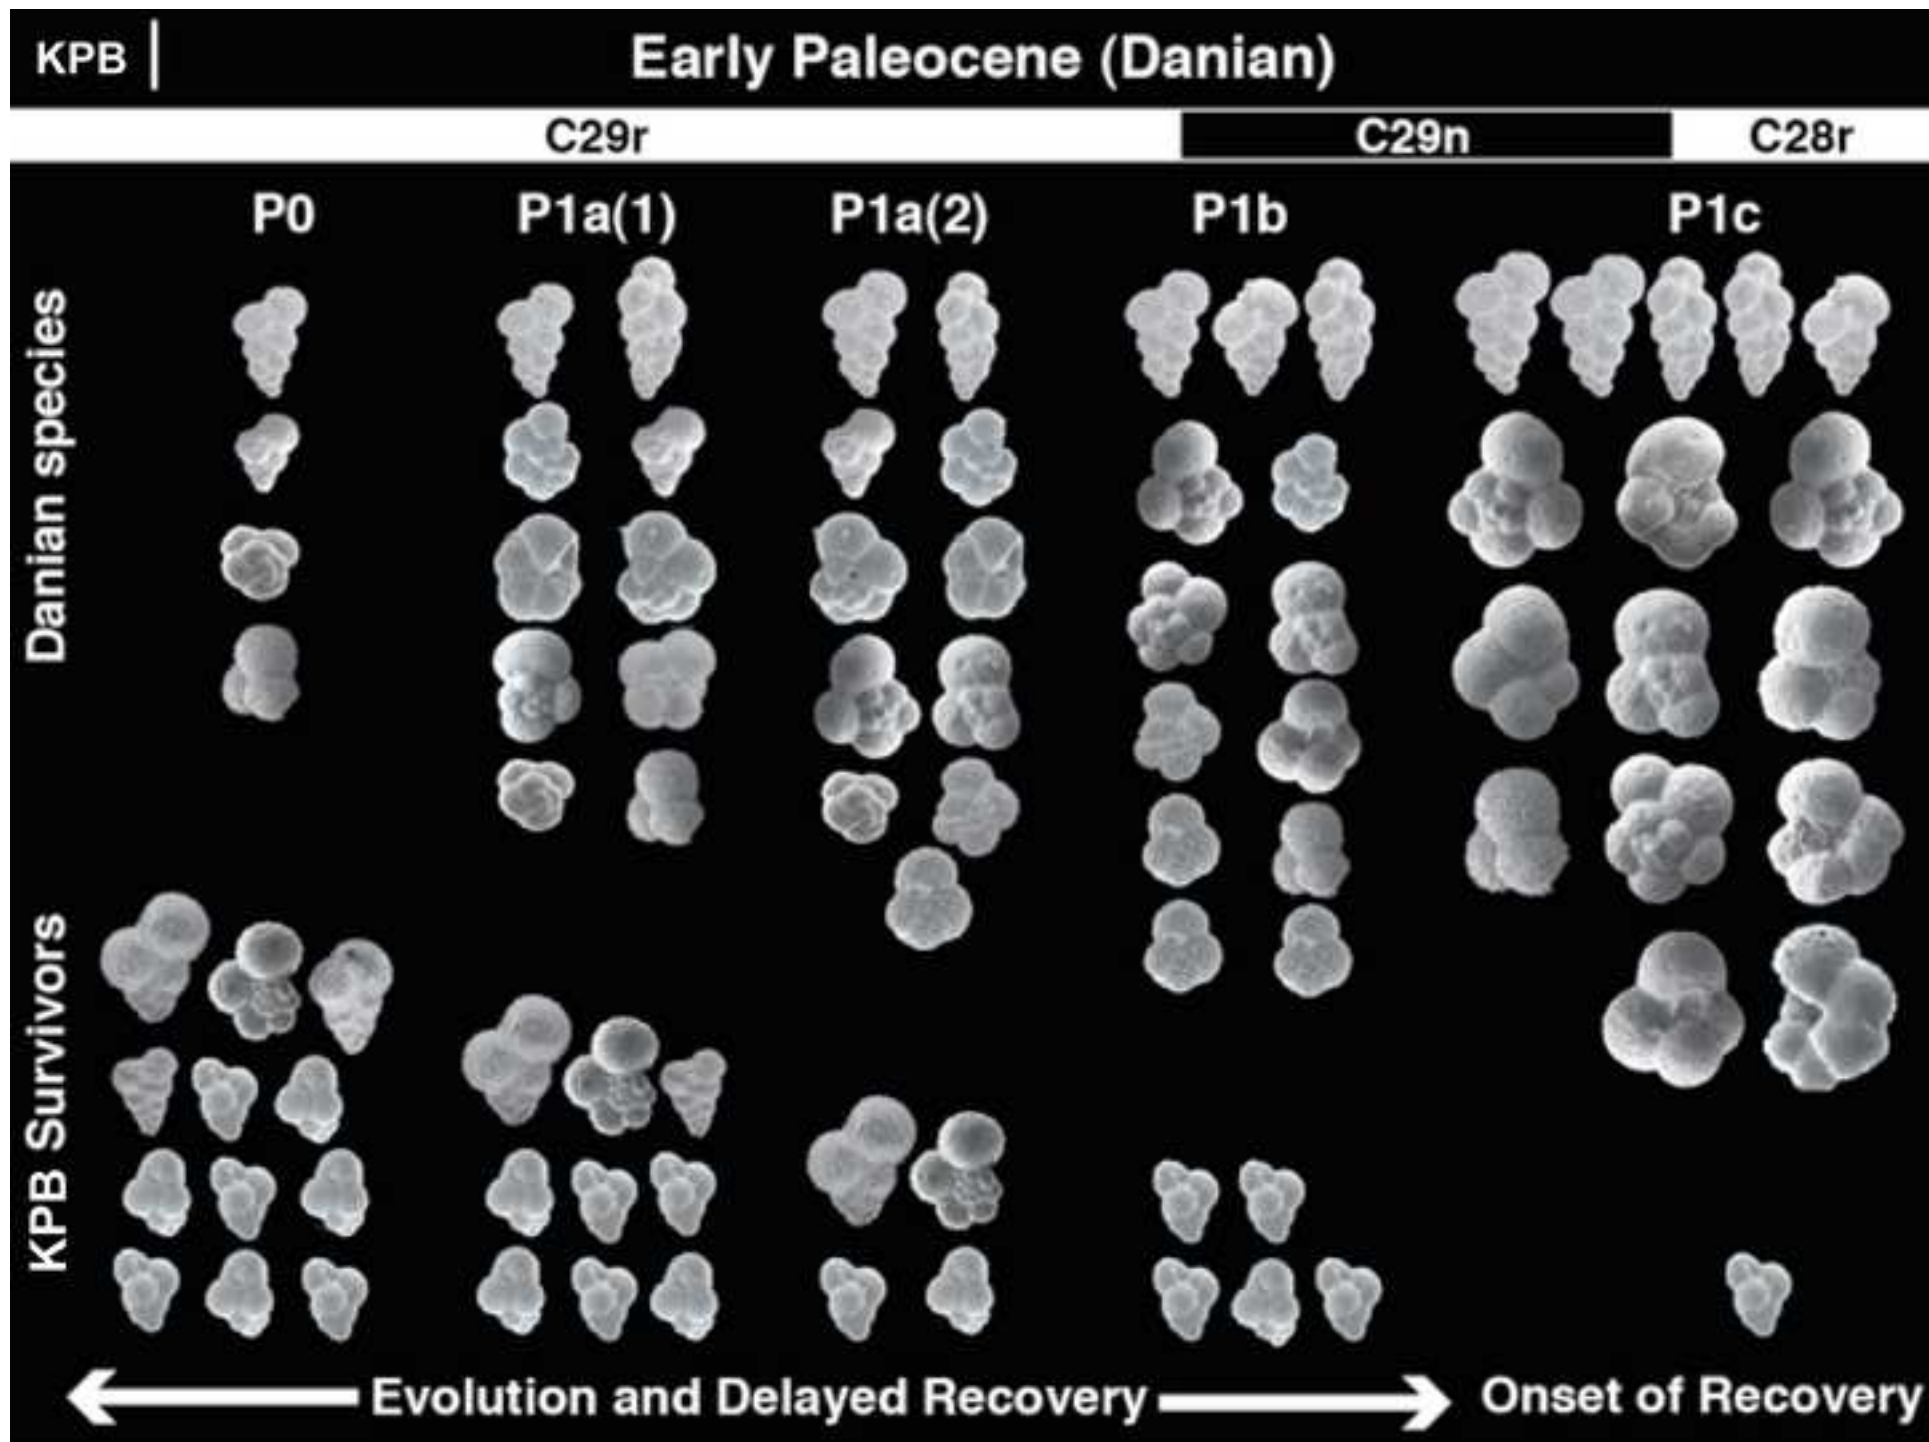 KPB
Early Paleocene (Danian)
C29r
C29n
C28r
P0
P1a(1)
P1a(2)
P1b
P1c
Danian species
KPB Survivors
Evolution and Delayed Recovery
Onset of Recovery